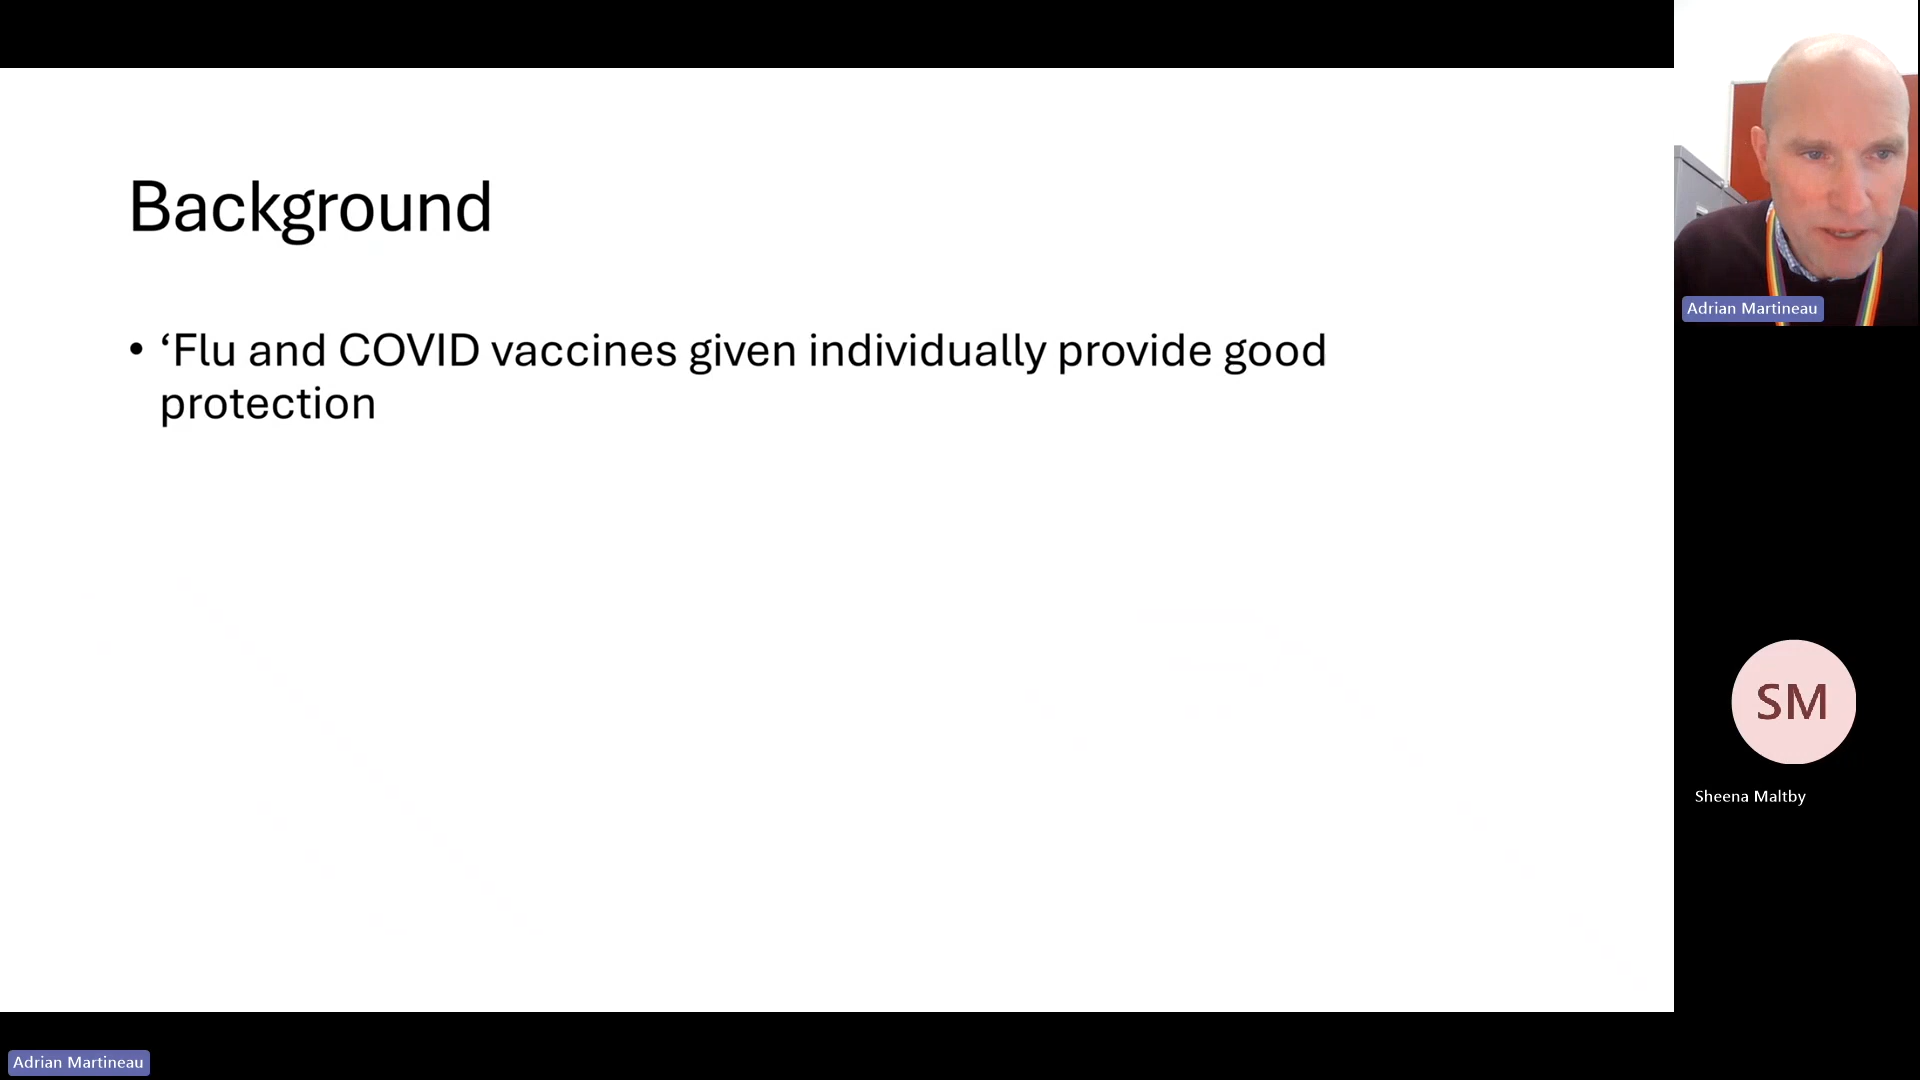 Background
• ‘Flu and COVID vaccines given individually provide good
protection
Adrian Martineau
SM
Sheena Maltby
Adrian Martineau